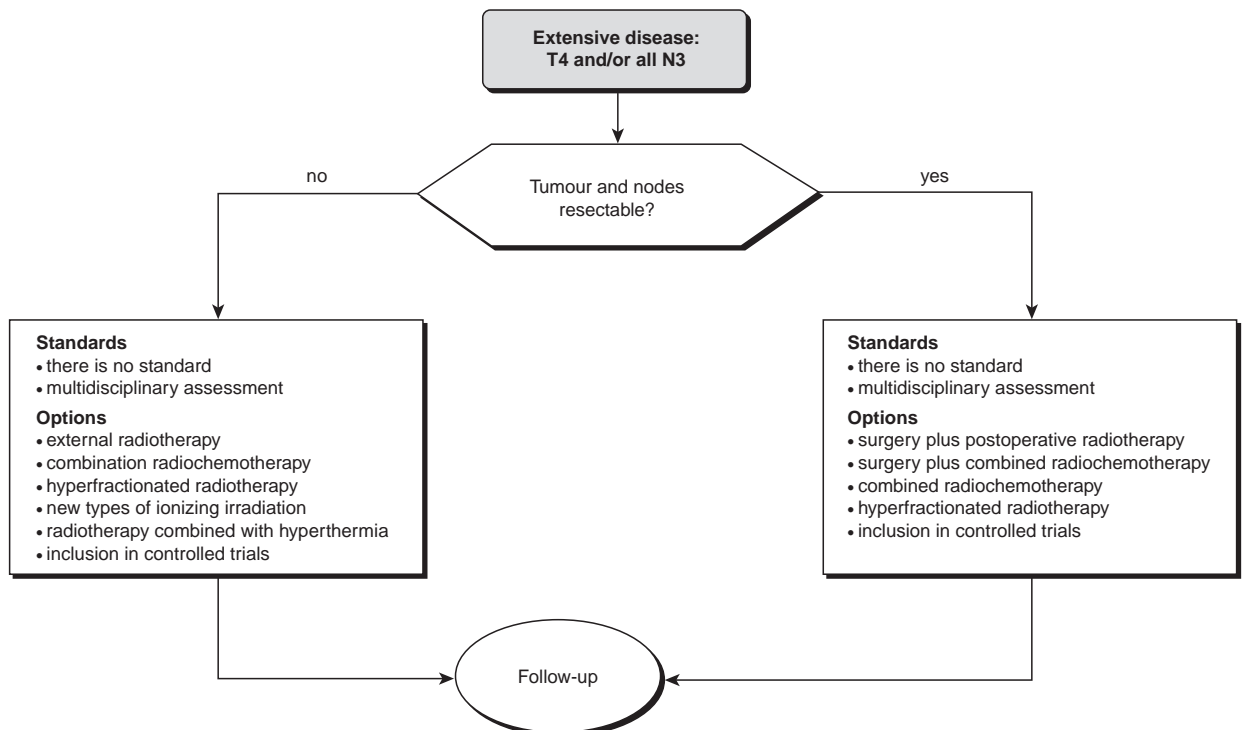 Extensive disease:
T4 and/or all N3
no
Tumour and nodes
resectable?
yes
Standards
• there is no standard
• multidisciplinary assessment
Options
• external radiotherapy
• combination radiochemotherapy
• hyperfractionated radiotherapy
• new types of ionizing irradiation
• radiotherapy combined with hyperthermia
• inclusion in controlled trials
Standards
• there is no standard
• multidisciplinary assessment
Options
• surgery plus postoperative radiotherapy
• surgery plus combined radiochemotherapy
• combined radiochemotherapy
• hyperfractionated radiotherapy
• inclusion in controlled trials
Follow-up